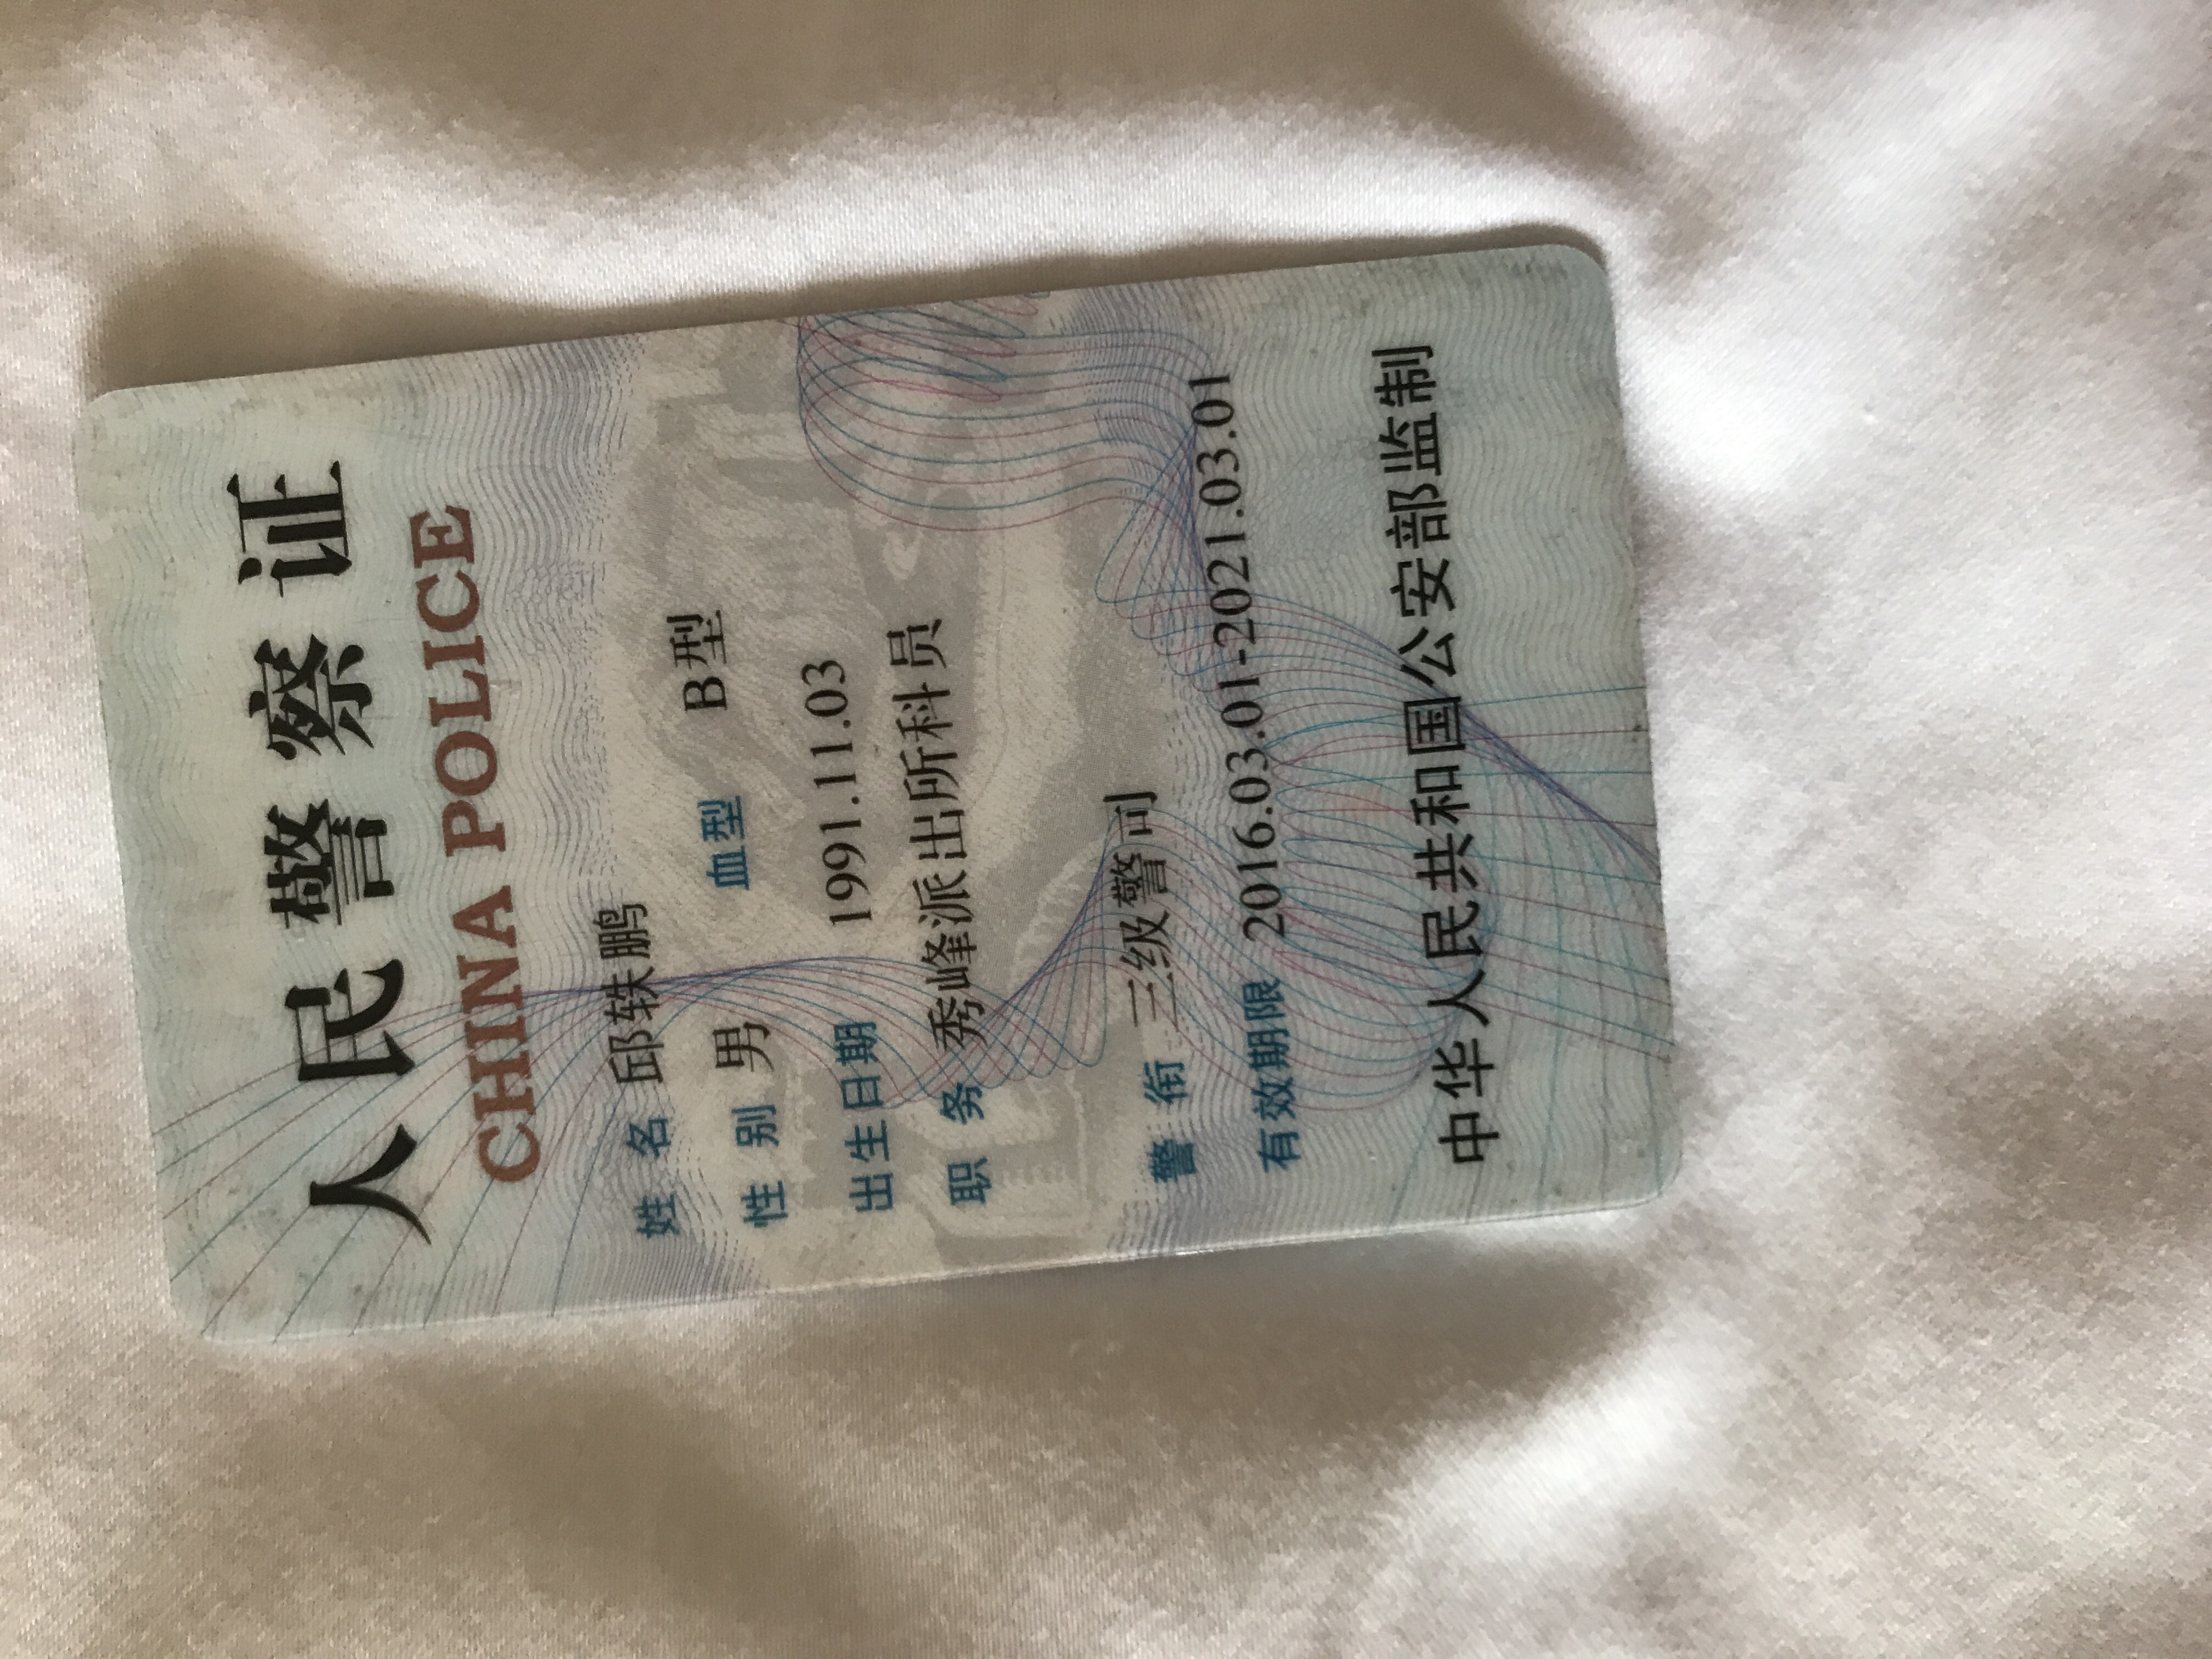 人民警察证
CHINA POLICE
姓 名 邱轶鹏
性 别 男 血型 B型
出生日期 1991.11.03
职 务 秀峰派出所科员
警 衔 三级警司
有效期限 2016.03.01-2021.03.01
中华人民共和国公安部监制